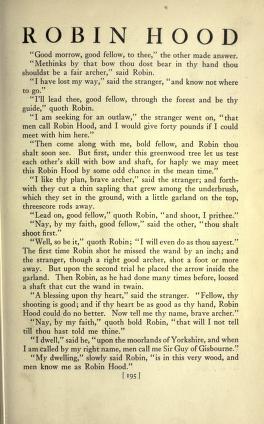 ROBIN HOOD
"Good morrow, good fellow, to thee," the other made answer.
"Methinks by that bow thou dost bear in thy hand thou
shouldst be a fair archer," said Robin.
"I have lost my way," said the stranger, "and know not where
to go."
"I'll lead thee, good fellow, through the forest and be thy
guide," quoth Robin.
"I am seeking for an outlaw," the stranger went on, "that
men call Robin Hood, and I would give forty pounds if I could
meet with him here."
"Then come along with me, bold fellow, and Robin thou
shalt soon see. But first, under this greenwood tree let us test
each other's skill with bow and shaft, for haply we may meet
this Robin Hood by some odd chance in the mean time."
"I like thy plan, brave archer," said the stranger; and forth-
with they cut a thin sapling that grew among the underbrush,
which they set in the ground, with a little garland on the top,
threescore rods away.
"Lead on, good fellow," quoth Robin, "and shoot, I prithee."
"Nay, by my faith, good fellow," said the other, "thou shalt
shoot first."
"Well, so be it," quoth Robin; "I will even do as thou sayest."
The first time Robin shot he missed the wand by an inch; and
the stranger, though a right good archer, shot a foot or more
away. But upon the second trial he placed the arrow inside the
garland. Then Robin, as he had done many times before, loosed
a shaft that cut the wand in twain.
"A blessing upon thy heart," said the stranger. "Fellow, thy
shooting is good; and if thy heart be as good as thy hand, Robin
Hood could do no better. Now tell me thy name, brave archer."
"Nay, by my faith," quoth bold Robin, "that will I not tell
till thou hast told me thine."
"I dwell," said he, "upon the moorlands of Yorkshire, and when
I am called by my right name, men call me Sir Guy of Gisbourne."
"My dwelling," slowly said Robin, "is in this very wood, and
men know me as Robin Hood."
[195]